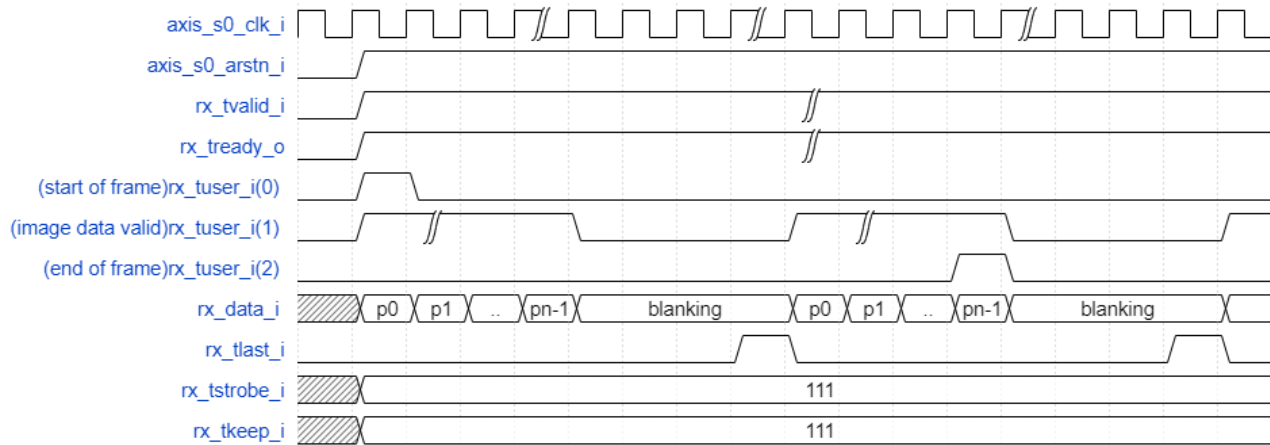 axis_s0_clk_i
axis_s0_arstn_i
rx_tvalid_i
rx_tready_o
(start of frame)rx_tuser_i(0)
(image data valid)rx_tuser_i(1)
(end of frame)rx_tuser_i(2)
rx_data_i p0 p1 .. pn-1 blanking p0 p1 .. pn-1 blanking
rx_tlast_i
rx_tstrobe_i 111
rx_tkeep_i 111